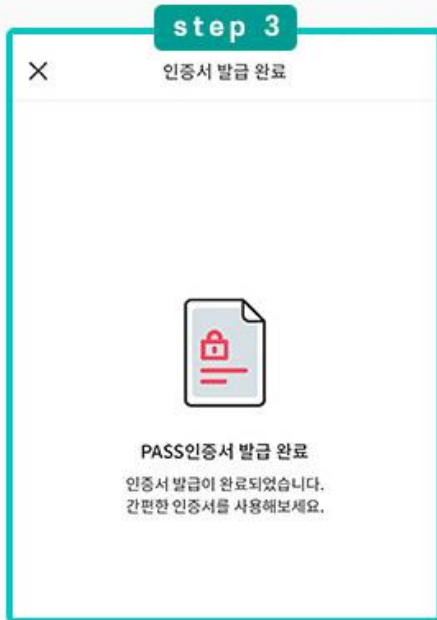 step 3
인증서 발급 완료
PASS인증서 발급 완료
인증서 발급이 완료되었습니다.
간편한 인증서를 사용해보세요.